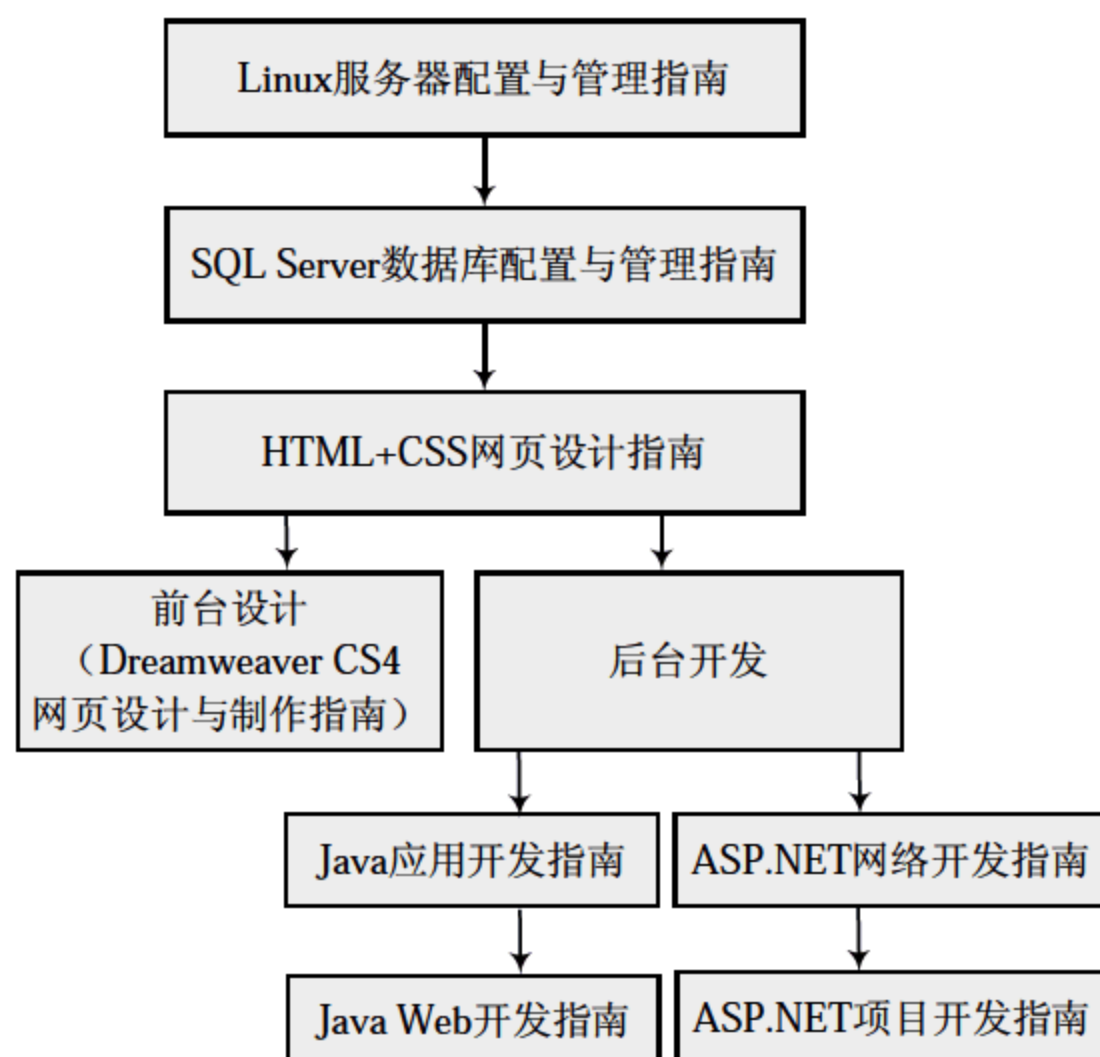 Linux服务器配置与管理指南
SQL Server数据库配置与管理指南
HTML+CSS网页设计指南
前台设计
（Dreamweaver CS4
网页设计与制作指南）
后台开发
Java应用开发指南
ASP.NET网络开发指南
Java Web开发指南
ASP.NET项目开发指南